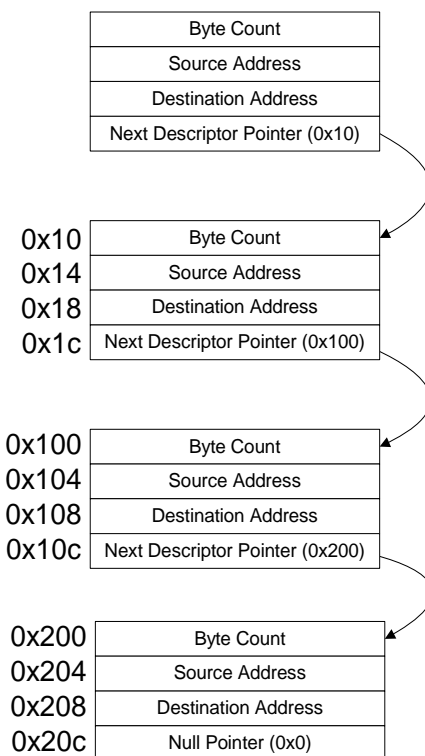 Byte Count
Source Address
Destination Address
Next Descriptor Pointer (0x10)
0x10 Byte Count
0x14 Source Address
0x18 Destination Address
0x1c Next Descriptor Pointer (0x100)
0x100 Byte Count
0x104 Source Address
0x108 Destination Address
0x10c Next Descriptor Pointer (0x200)
0x200 Byte Count
0x204 Source Address
0x208 Destination Address
0x20c Null Pointer (0x0)